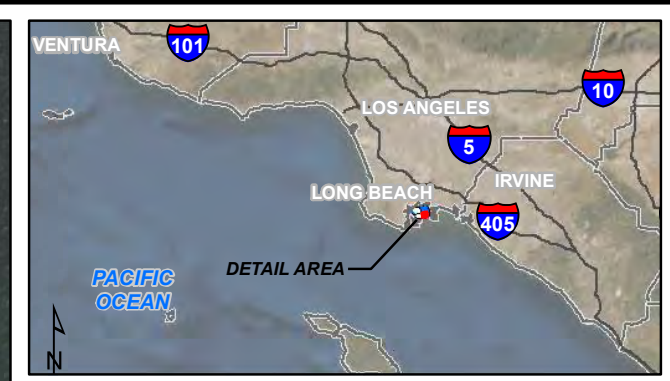 VENTURA
101
10
LOS ANGELES
5
IRVINE
LONG BEACH
405
DETAIL AREA
PACIFIC
OCEAN
N